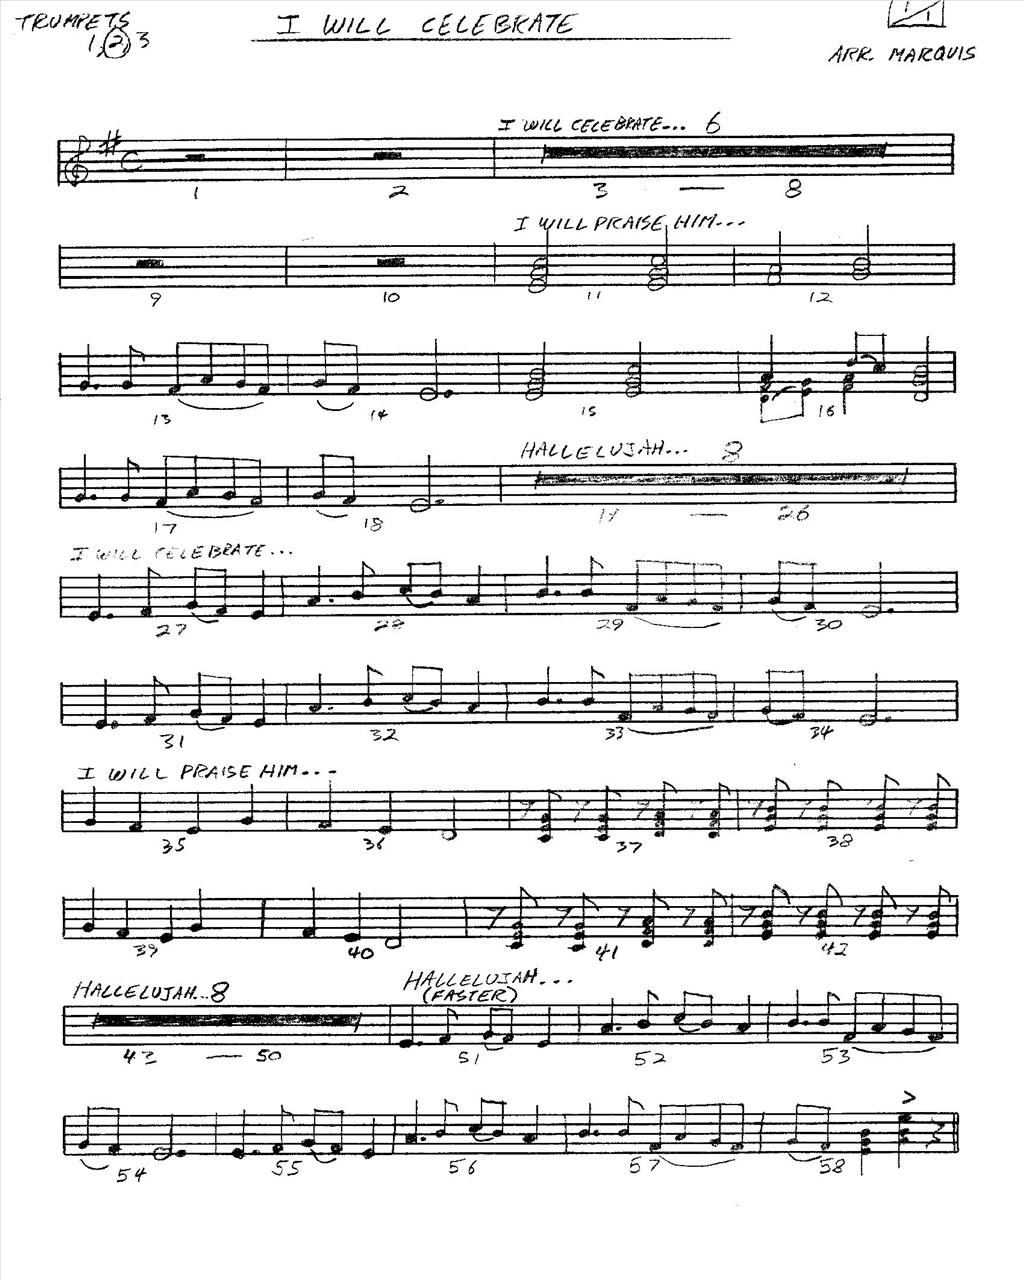 TRUMPETS I WILL CELEBRATE 1/1
1,2,3 ARR. MARQUIS
I WILL CELEBRATE... 6
1 2 3 — 8
I WILL PRAISE HIM...
9 10 11 12
13 14 15 16
HALLELUJAH... 8
17 18 19 — 26
I WILL CELEBRATE...
27 28 29 30
31 32 33 34
I WILL PRAISE HIM...
35 36 37 38
39 40 41 42
HALLELUJAH... 8 HALLELUJAH...
(FASTER)
43 — 50 51 52 53
54 55 56 57 58